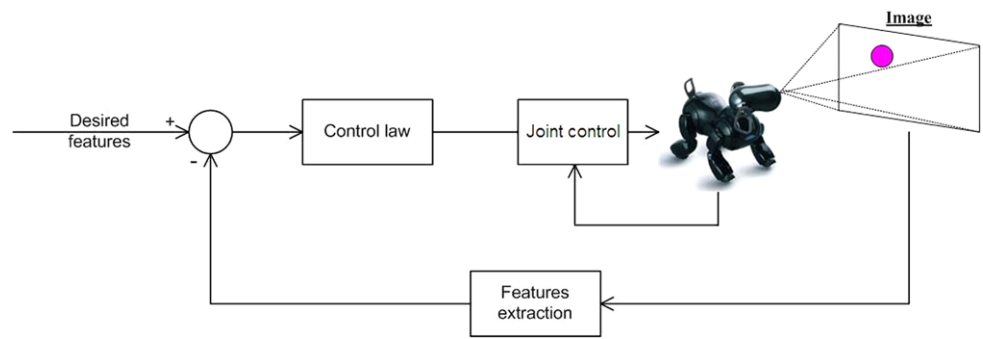 Image
Desired
features
+
-
Control law
Joint control
Features
extraction